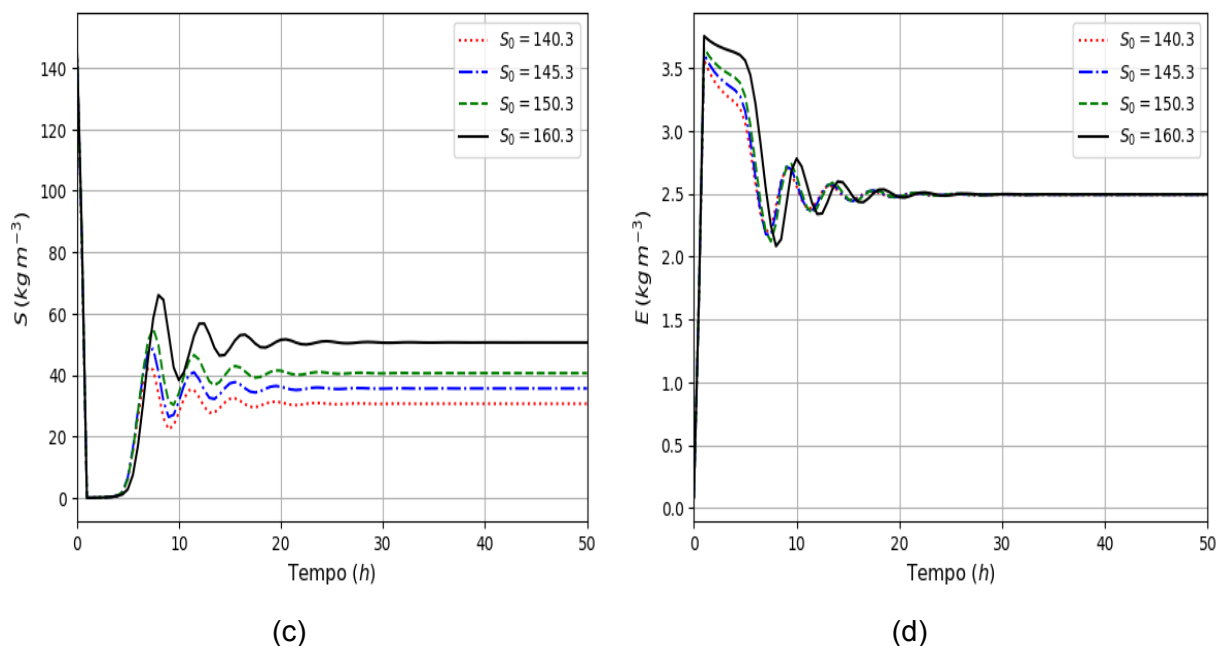 S₀ = 140.3
S₀ = 145.3
S₀ = 150.3
S₀ = 160.3
140
120
100
80
60
40
20
0
S (kg m⁻³)
0 10 20 30 40 50
Tempo (h)
(c)
S₀ = 140.3
S₀ = 145.3
S₀ = 150.3
S₀ = 160.3
3.5
3.0
2.5
2.0
1.5
1.0
0.5
0.0
E (kg m⁻³)
0 10 20 30 40 50
Tempo (h)
(d)